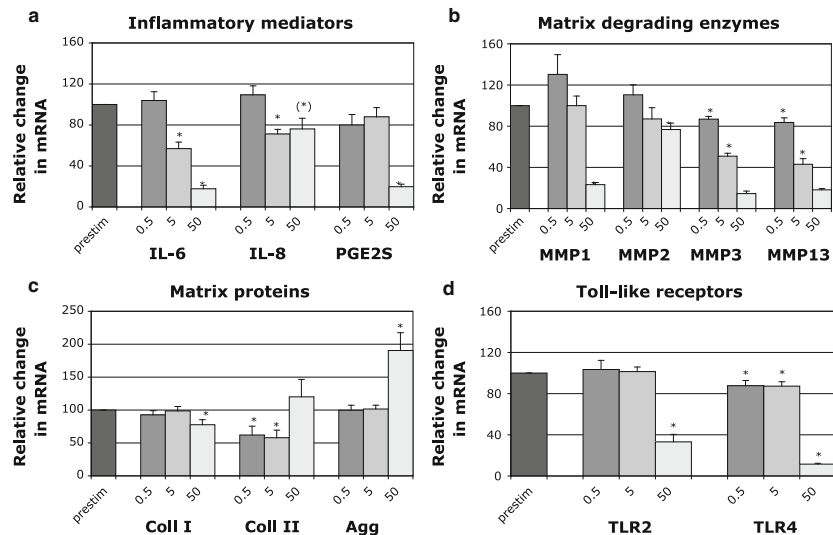 a Inflammatory mediators
Relative change
in mRNA
160
120
80
40
0
*
*
(*)
*
*
prestim
0.5 5 50 0.5 5 50 0.5 5 50
IL-6 IL-8 PGE2S
b Matrix degrading enzymes
Relative change
in mRNA
160
120
80
40
0
*
*
*
*
*
*
prestim
0.5 5 50 0.5 5 50 0.5 5 50 0.5 5 50
MMP1 MMP2 MMP3 MMP13
c Matrix proteins
Relative change
in mRNA
250
200
150
100
50
0
*
*
*
*
prestim
0.5 5 50 0.5 5 50 0.5 5 50
Coll I Coll II Agg
d Toll-like receptors
Relative change
in mRNA
160
120
80
40
0
*
*
*
*
prestim
0.5 5 50 0.5 5 50
TLR2 TLR4